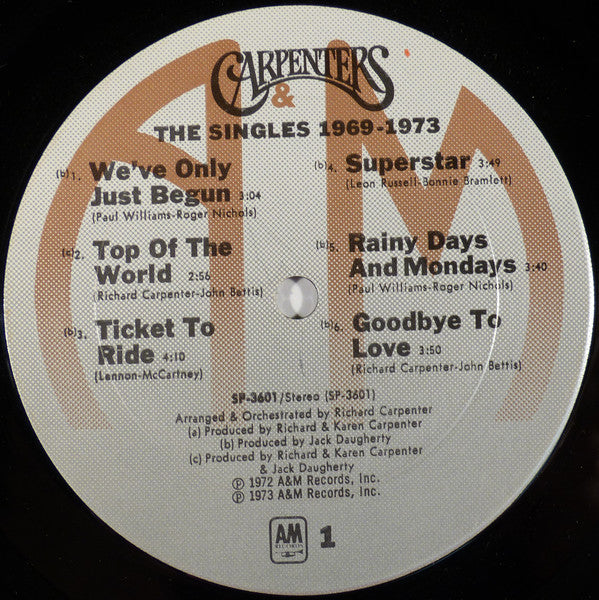 CARPENTERS
&
THE SINGLES 1969-1973
(b)1. We've Only
Just Begun 3:04
(Paul Williams-Roger Nichols)
(c)2. Top Of The
World 2:56
(Richard Carpenter-John Bettis)
(b)3. Ticket To
Ride 4:10
(Lennon-McCartney)
(b)4. Superstar 3:49
(Leon Russell-Bonnie Bramlett)
(b)5. Rainy Days
And Mondays 3:40
(Paul Williams-Roger Nichols)
(b)6. Goodbye To
Love 3:50
(Richard Carpenter-John Bettis)
SP-3601/Stereo (SP-3601)
Arranged & Orchestrated by Richard Carpenter
(a) Produced by Richard & Karen Carpenter
(b) Produced by Jack Daugherty
(c) Produced by Richard & Karen Carpenter
& Jack Daugherty
℗ 1972 A&M Records, Inc.
℗ 1973 A&M Records, Inc.
AM
RECORDS
1